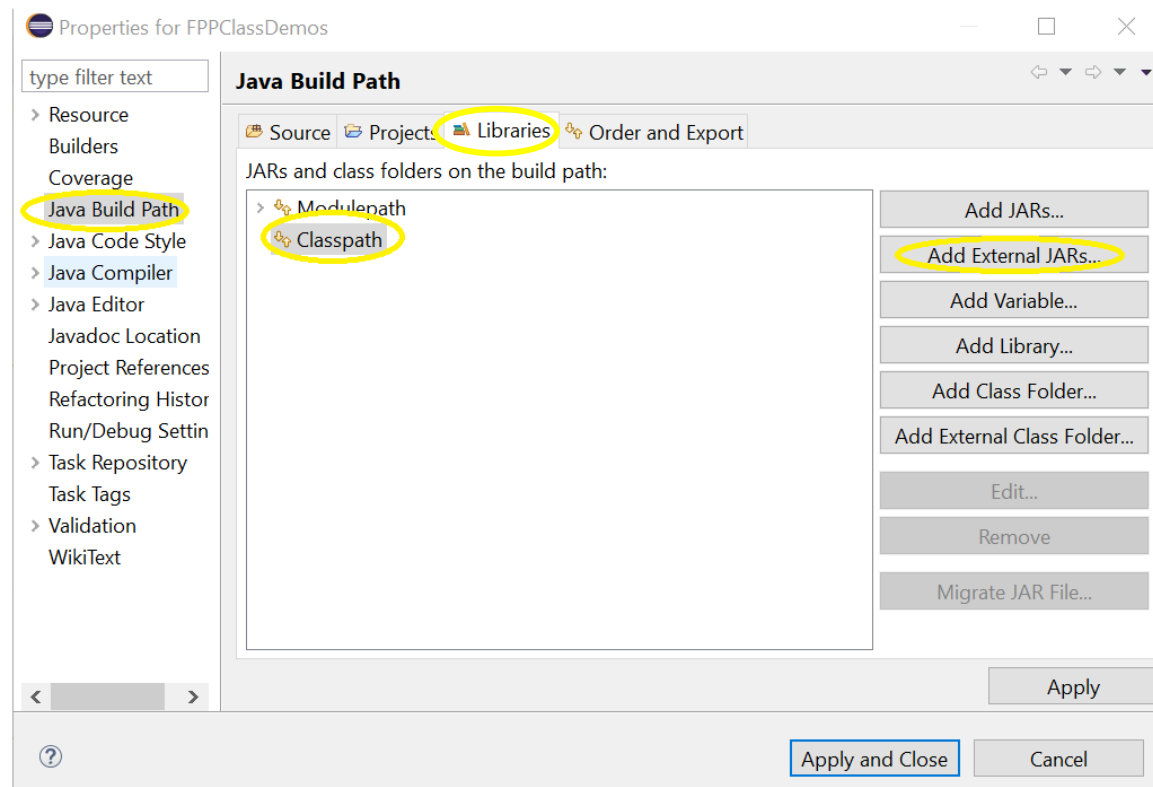 Properties for FPPClassDemos
type filter text
Resource
Builders
Coverage
Java Build Path
Java Code Style
Java Compiler
Java Editor
Javadoc Location
Project References
Refactoring Histor
Run/Debug Settin
Task Repository
Task Tags
Validation
WikiText
Java Build Path
Source Projects Libraries Order and Export
JARs and class folders on the build path:
Modulepath
Classpath
Add JARs...
Add External JARs...
Add Variable...
Add Library...
Add Class Folder...
Add External Class Folder...
Edit...
Remove
Migrate JAR File...
Apply
?
Apply and Close Cancel